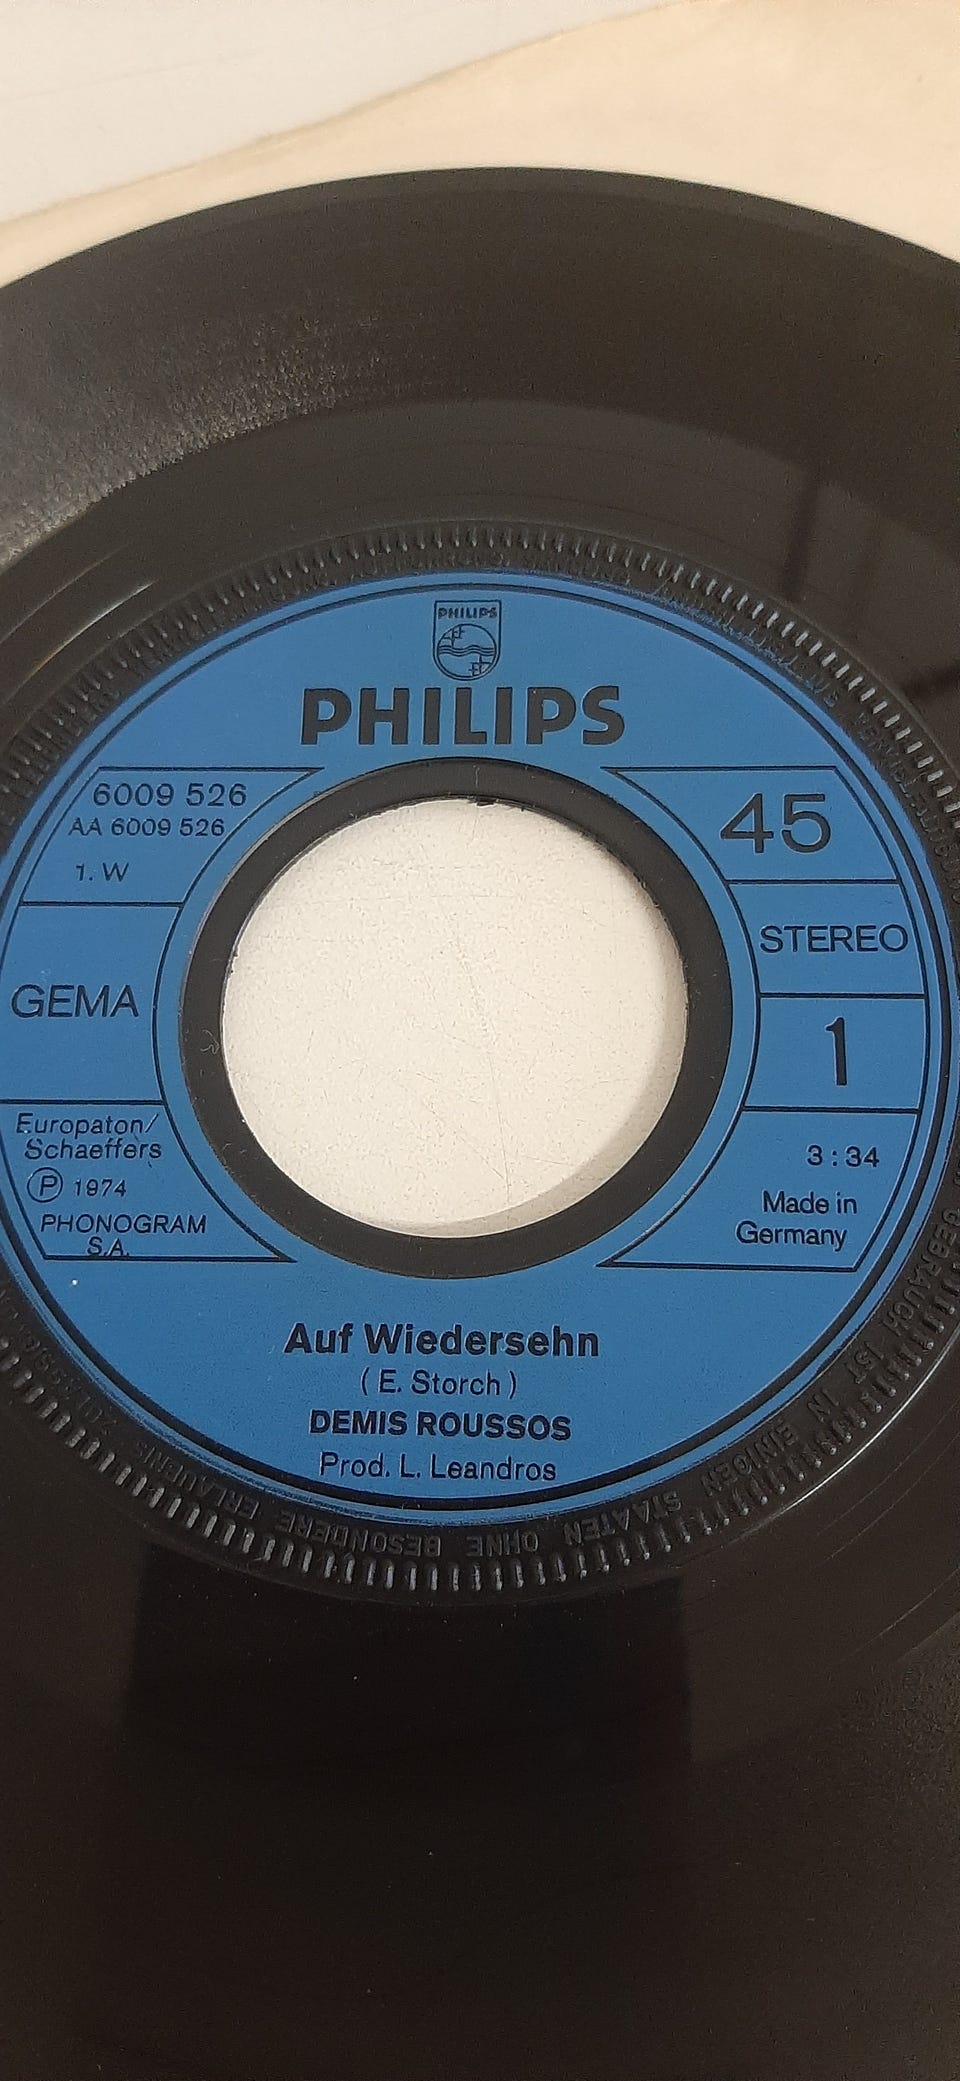 PHILIPS
PHILIPS
6009 526
AA 6009 526
1. W
GEMA
Europaton/
Schaeffers
Ⓟ 1974
PHONOGRAM
S.A.
45
STEREO
1
3:34
Made in
Germany
Auf Wiedersehn
( E. Storch )
DEMIS ROUSSOS
Prod. L. Leandros
GEBRAUCH IST IN EINIGEN STAATEN OHNE BESONDERE ERLAUBNIS